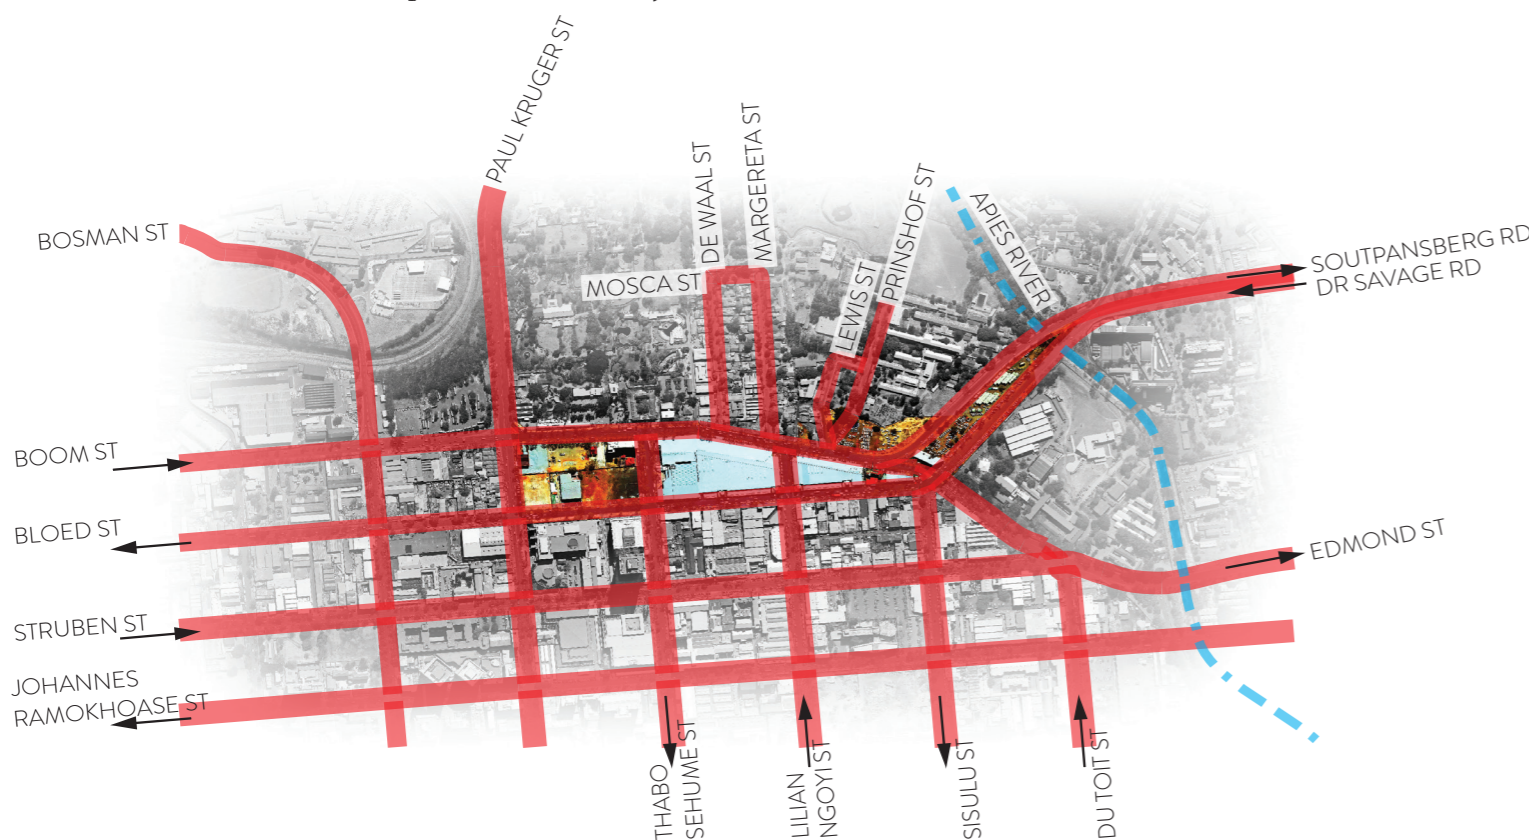 PAUL KRUGER ST
DE WAAL ST
MARGERETA ST
MOSCA ST
LEWIS ST
PRINSHOF ST
APIES RIVER
BOSMAN ST
SOUTPANSBERG RD
DR SAVAGE RD
BOOM ST
BLOED ST
EDMOND ST
STRUBEN ST
JOHANNES
RAMOKHOASE ST
THABO
SEHUME ST
LILIAN
NGOYI ST
SISULU ST
DU TOIT ST